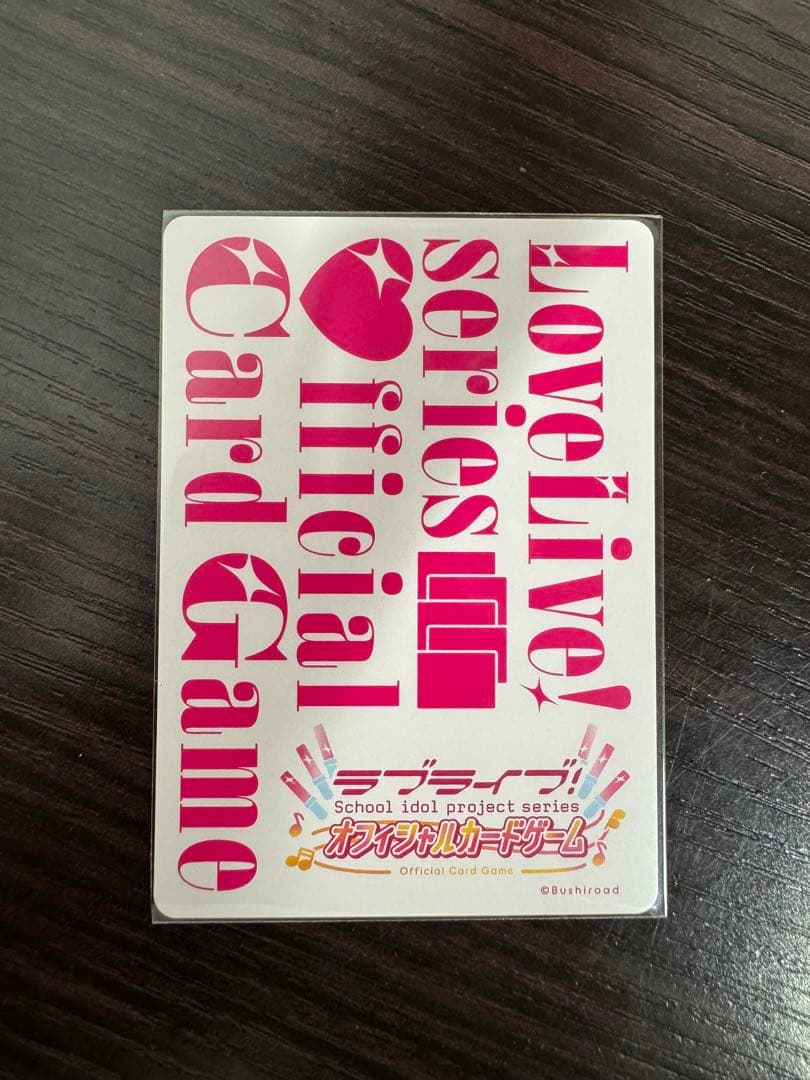 LoveLive!
series
Official
Card Game
ラブライブ!
School idol project series
オフィシャルカードゲーム
Official Card Game
©Bushiroad